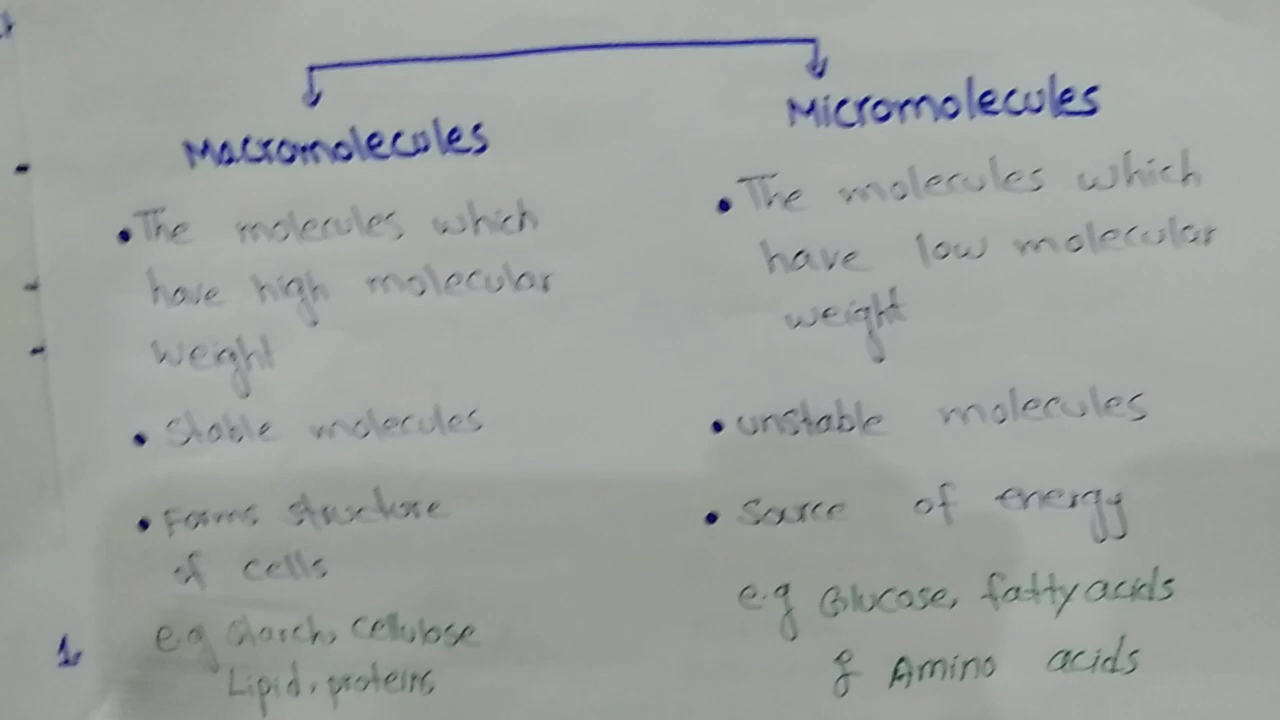 Macromolecules
• The molecules which
have high molecular
weight
• Stable molecules
• Forms structure
of cells
e.g Starch, cellulose
Lipid, proteins
Micromolecules
• The molecules which
have low molecular
weight
• unstable molecules
• Source of energy
e.g Glucose, fatty acids
& Amino acids
1.